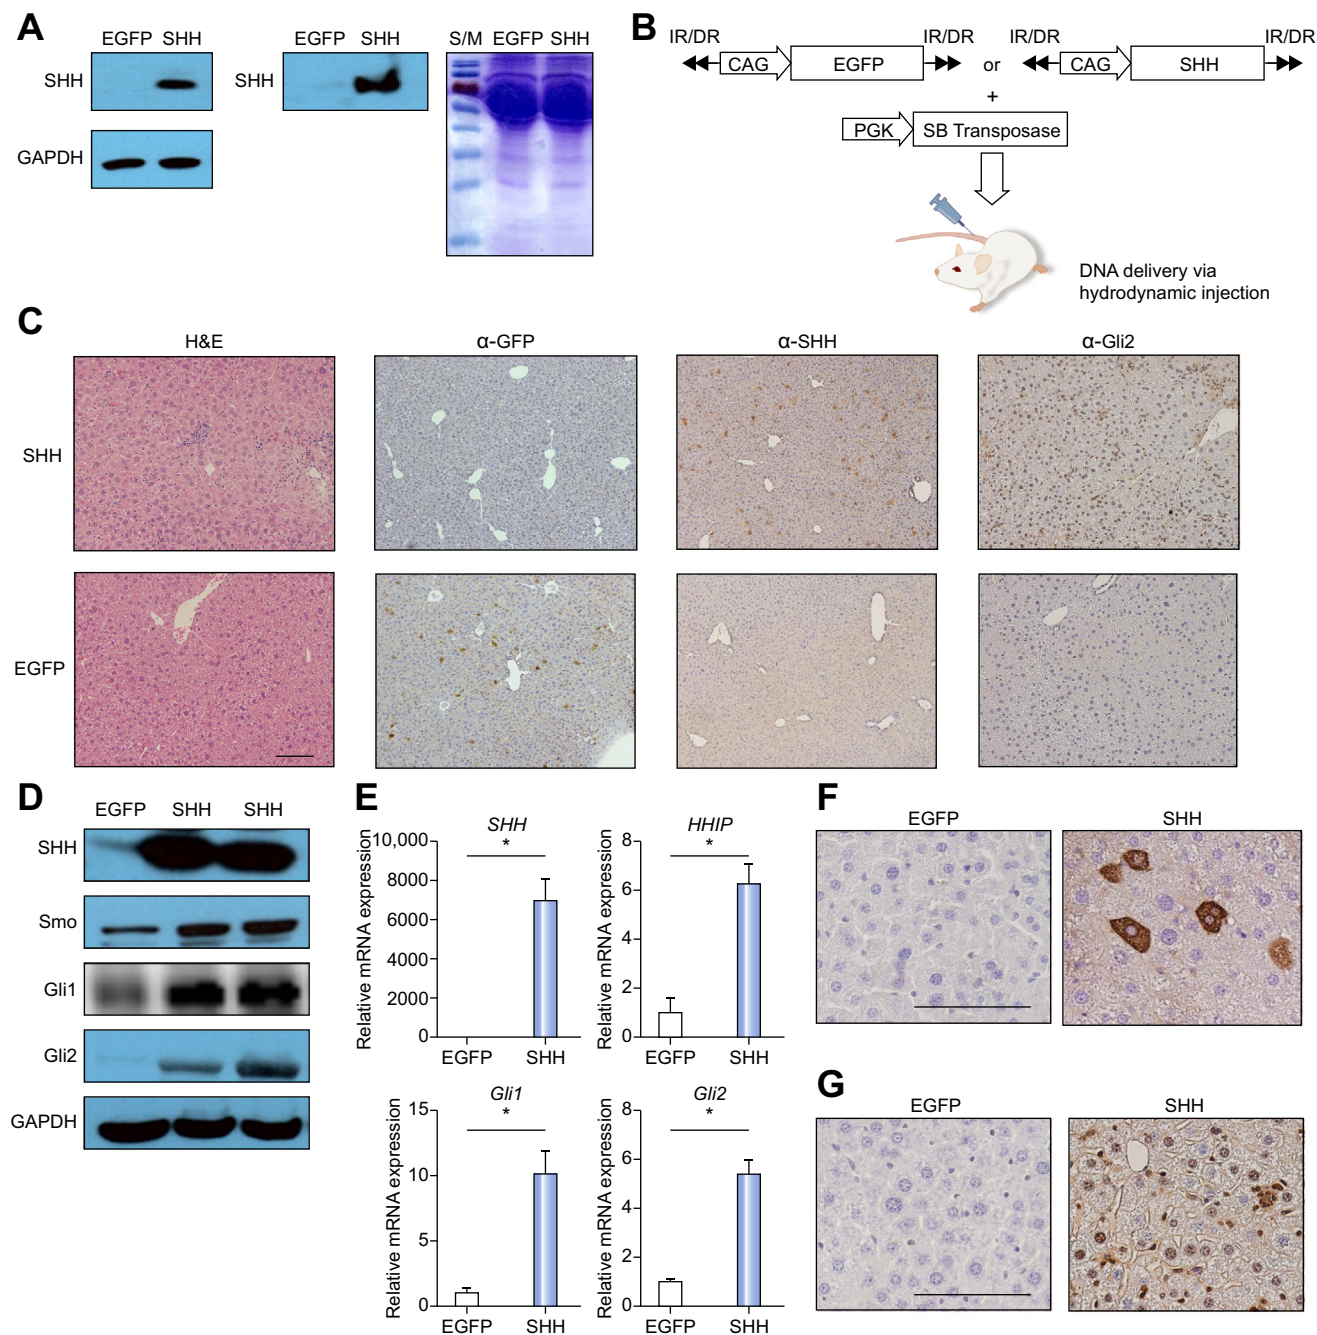 A
EGFP SHH
SHH
GAPDH
EGFP SHH
SHH
S/M EGFP SHH
B
IR/DR IR/DR IR/DR IR/DR
CAG EGFP or CAG SHH
+
PGK SB Transposase
DNA delivery via
hydrodynamic injection
C
H&E α-GFP α-SHH α-Gli2
SHH
EGFP
D
EGFP SHH SHH
SHH
Smo
Gli1
Gli2
GAPDH
E
SHH
*
Relative mRNA expression
10,000
8000
6000
4000
2000
0
EGFP SHH
HHIP
*
Relative mRNA expression
8
6
4
2
0
EGFP SHH
Gli1
*
Relative mRNA expression
15
10
5
0
EGFP SHH
Gli2
*
Relative mRNA expression
8
6
4
2
0
EGFP SHH
F
EGFP SHH
G
EGFP SHH